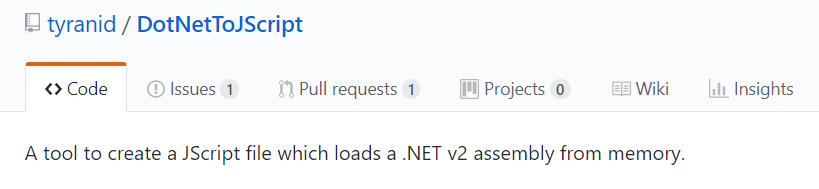 tyranid / DotNetToJScript
Code Issues 1 Pull requests 1 Projects 0 Wiki Insights
A tool to create a JScript file which loads a .NET v2 assembly from memory.